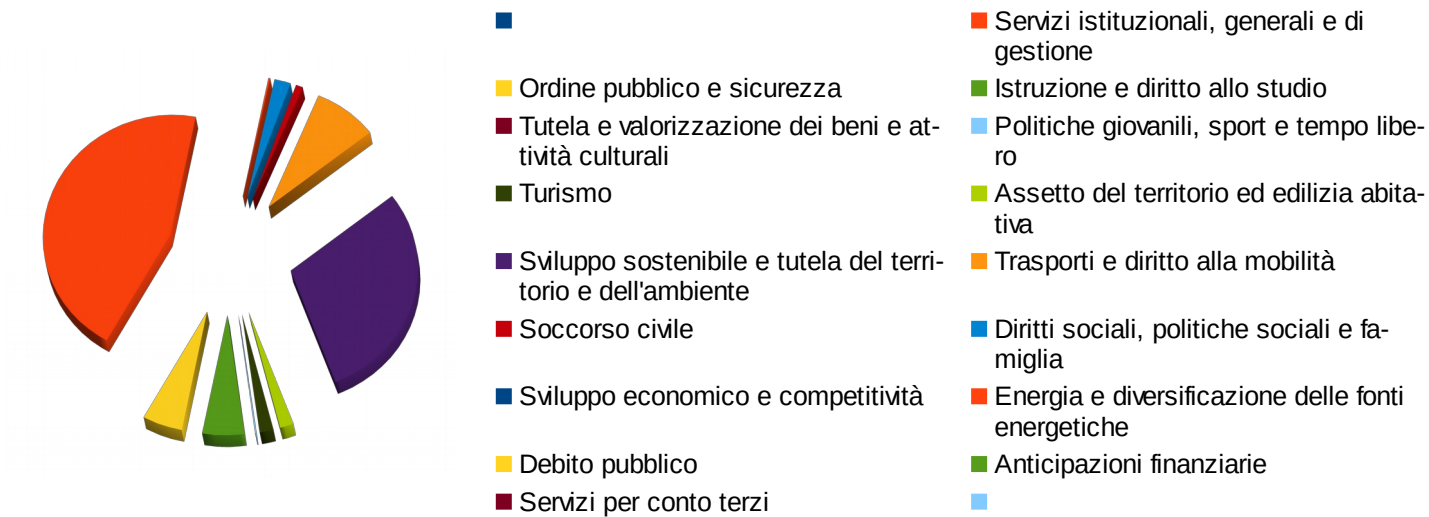 Servizi istituzionali, generali e di
gestione
Ordine pubblico e sicurezza
Istruzione e diritto allo studio
Tutela e valorizzazione dei beni e at-
tività culturali
Politiche giovanili, sport e tempo libe-
ro
Turismo
Assetto del territorio ed edilizia abita-
tiva
Sviluppo sostenibile e tutela del terri-
torio e dell'ambiente
Trasporti e diritto alla mobilità
Soccorso civile
Diritti sociali, politiche sociali e fa-
miglia
Sviluppo economico e competitività
Energia e diversificazione delle fonti
energetiche
Debito pubblico
Anticipazioni finanziarie
Servizi per conto terzi